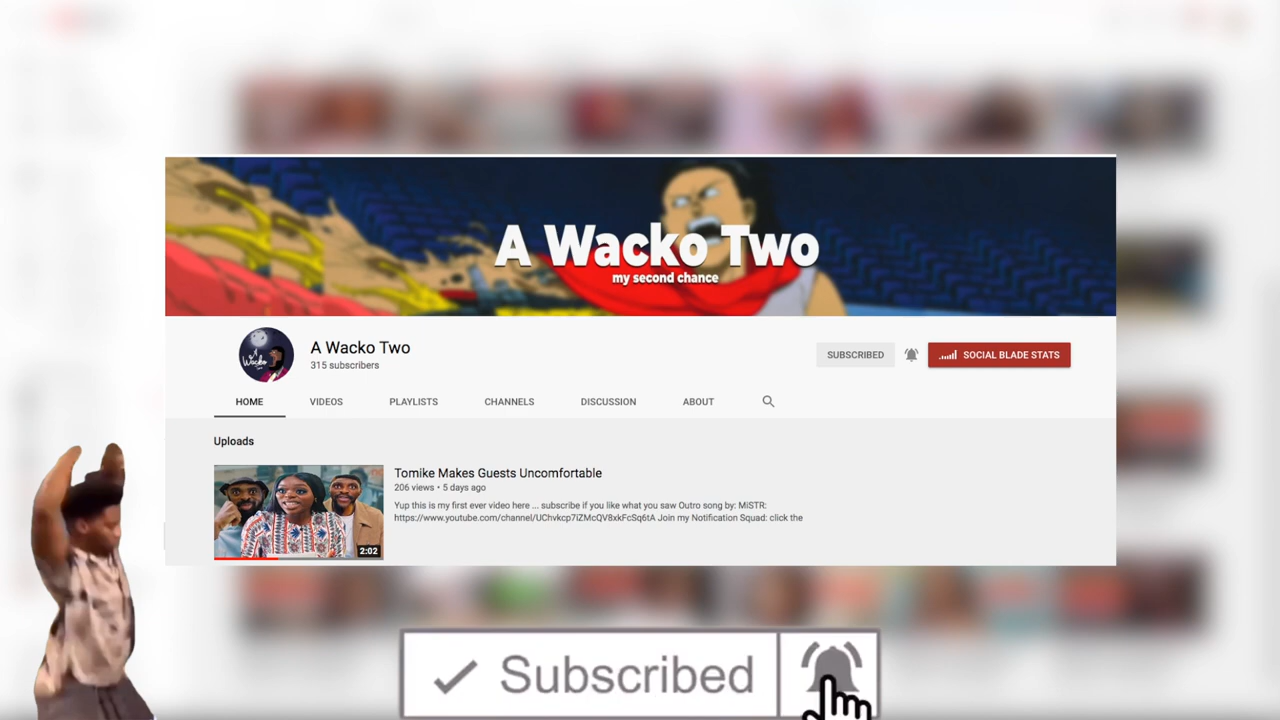 A Wacko Two
my second chance
A Wacko Two
315 subscribers
SUBSCRIBED
SOCIAL BLADE STATS
HOME VIDEOS PLAYLISTS CHANNELS DISCUSSION ABOUT
Uploads
Tomike Makes Guests Uncomfortable
206 views • 5 days ago
Yup this is my first ever video here ... subscribe if you like what you saw Outro song by: MiSTR:
https://www.youtube.com/channel/UChvkcp7IZMcQV8xkFcSq6tA Join my Notification Squad: click the
2:02
Subscribed